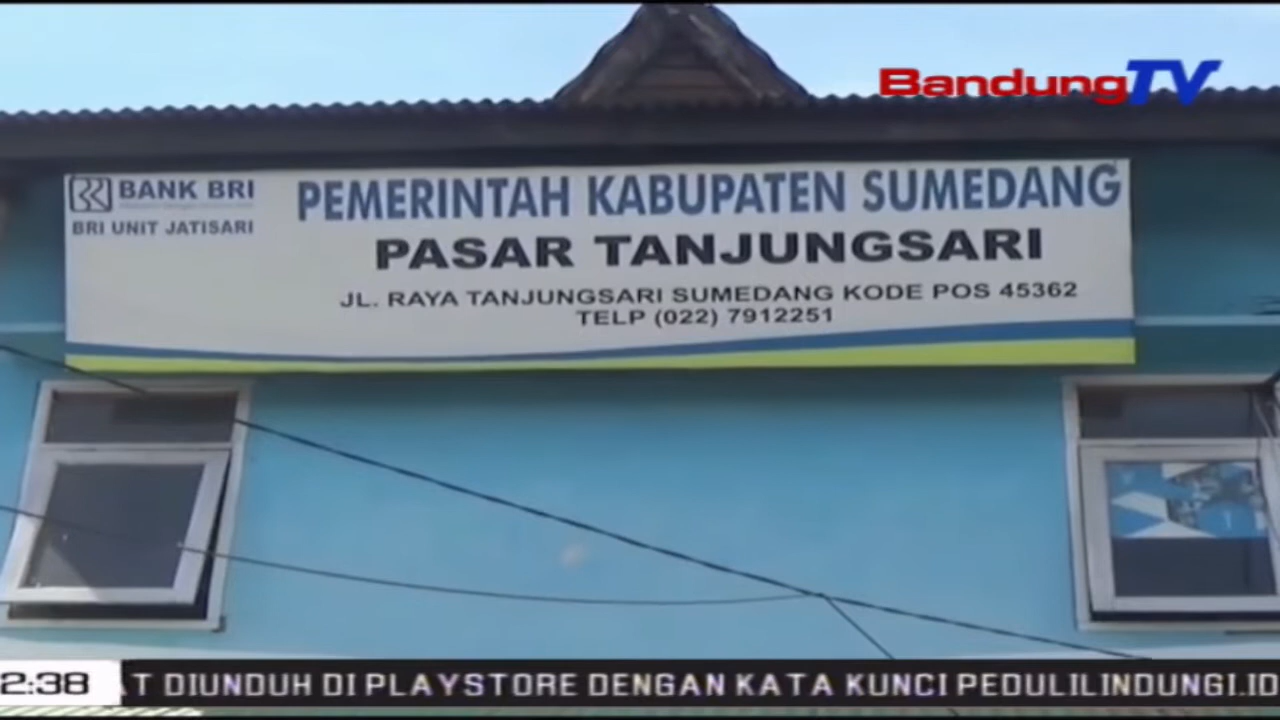 BandungTV
BANK BRI
BRI UNIT JATISARI
PEMERINTAH KABUPATEN SUMEDANG
PASAR TANJUNGSARI
JL. RAYA TANJUNGSARI SUMEDANG KODE POS 45362
TELP (022) 7912251
2:38
AT DIUNDUH DI PLAYSTORE DENGAN KATA KUNCI PEDULILINDUNGI.ID